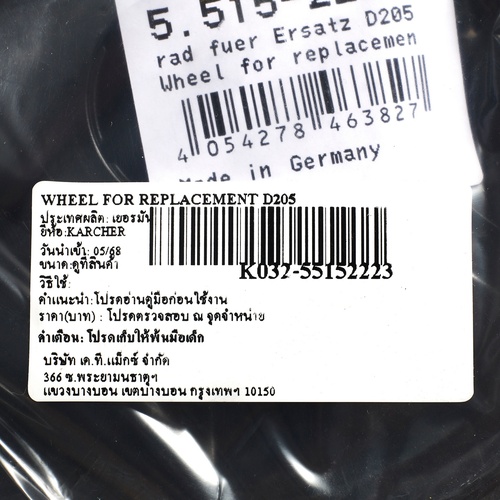 5.515-22
rad fuer Ersatz D205
Wheel for replacemen
4 054278 463827
Made in Germany
WHEEL FOR REPLACEMENT D205
ประเทศผลิต: เยอรมัน
ยี่ห้อ:KARCHER
วันนำเข้า: 05/68
ขนาด:ดูที่สินค้า
K032-55152223
วิธีใช้:
คำแนะนำ:โปรดอ่านคู่มือก่อนใช้งาน
ราคา(บาท) : โปรดตรวจสอบ ณ จุดจำหน่าย
คำเตือน: โปรดเก็บให้พ้นมือเด็ก
บริษัท เค.ที.แม็กซ์ จำกัด
366 ซ.พระยามนธาตุฯ
แขวงบางบอน เขตบางบอน กรุงเทพฯ 10150